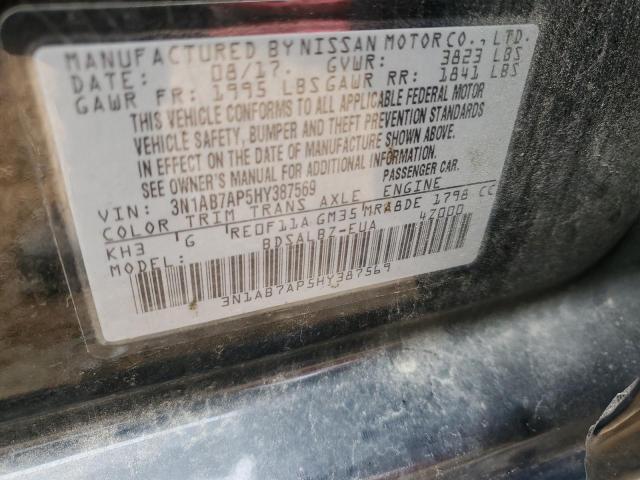 MANUFACTURED BY NISSAN MOTOR CO., LTD.
DATE: 08/17. GVWR: 3823 LBS
GAWR FR: 1995 LBS GAWR RR: 1841 LBS
THIS VEHICLE CONFORMS TO ALL APPLICABLE FEDERAL MOTOR
VEHICLE SAFETY, BUMPER AND THEFT PREVENTION STANDARDS
IN EFFECT ON THE DATE OF MANUFACTURE SHOWN ABOVE.
SEE OWNER'S MANUAL FOR ADDITIONAL INFORMATION.
VIN: 3N1AB7AP5HY387569 PASSENGER CAR.
COLOR TRIM TRANS AXLE ENGINE
KH3 G RE0F11A GM35 MRA8DE 1798 CC
MODEL: BDSALBZ-EUA 4Z000
3N1AB7AP5HY387569